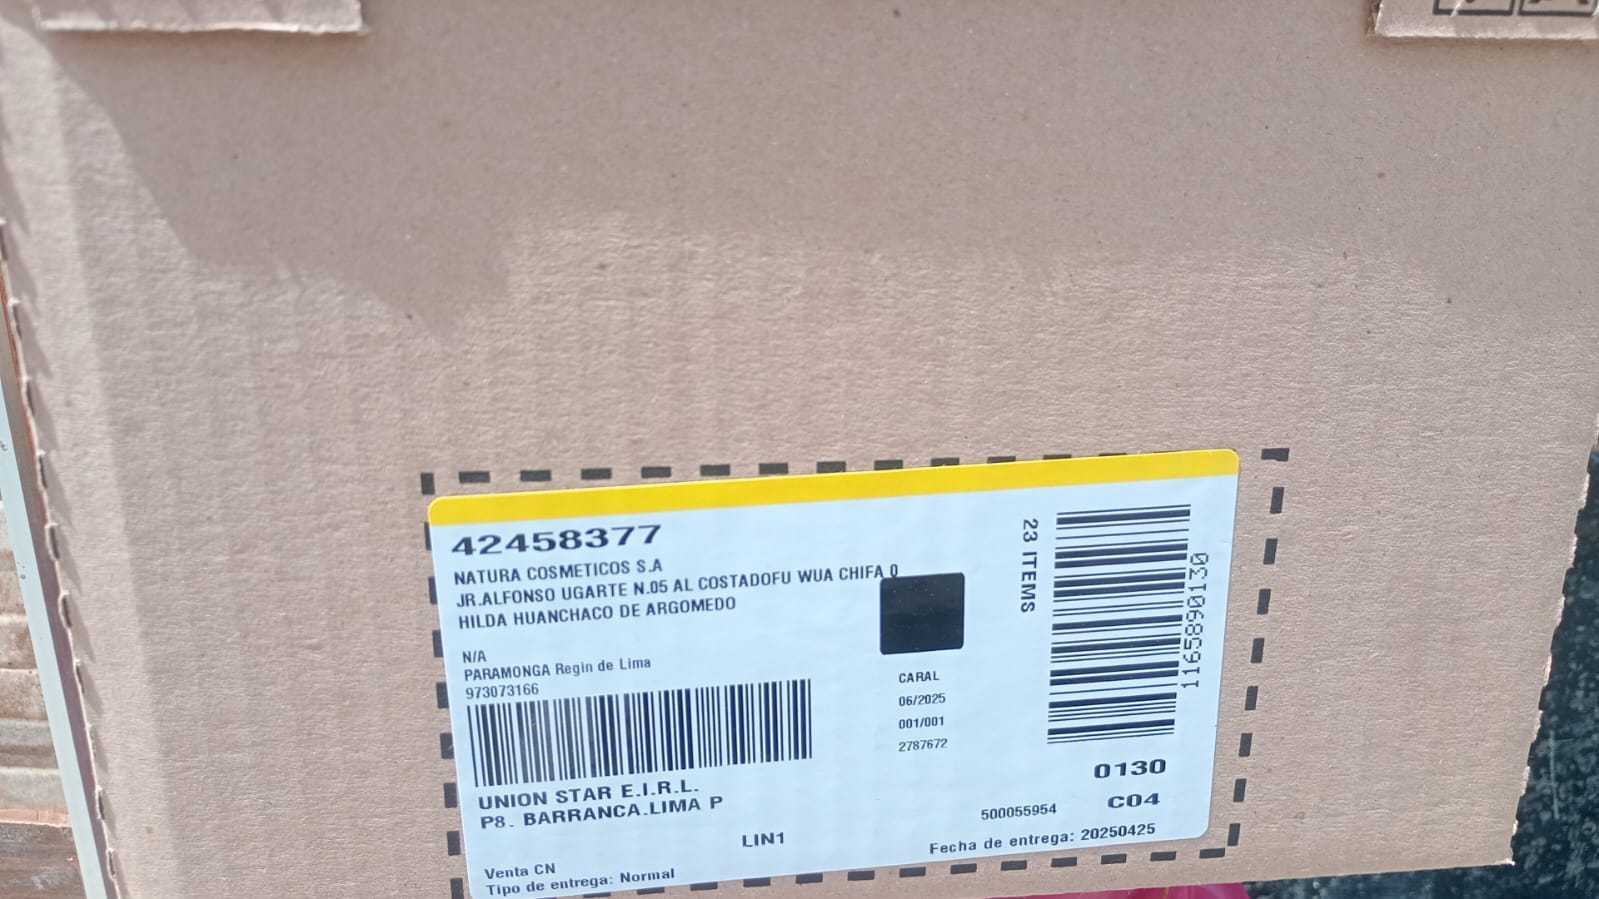 42458377
NATURA COSMETICOS S.A
JR.ALFONSO UGARTE N.05 AL COSTADOFU WUA CHIFA 0
HILDA HUANCHACO DE ARGOMEDO
N/A
PARAMONGA Regin de Lima
973073166
UNION STAR E.I.R.L.
P8. BARRANCA.LIMA P
LIN1
Venta CN
Tipo de entrega: Normal
CARAL
06/2025
001/001
2787672
23 ITEMS
1165890130
0130
C04
500055954
Fecha de entrega: 20250425